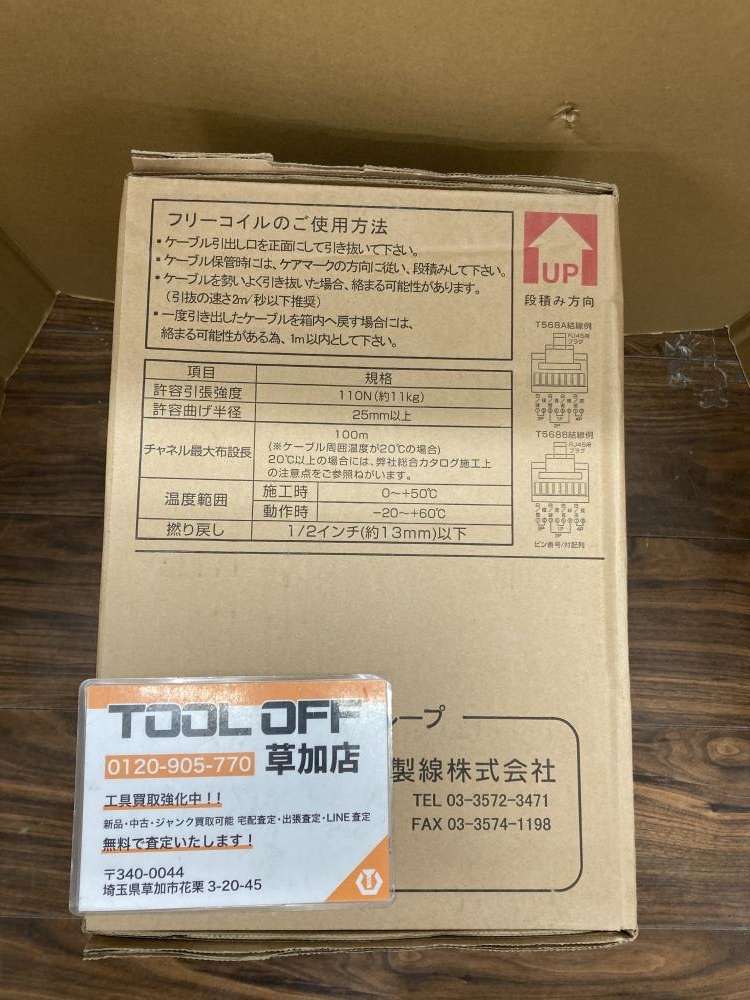 フリーコイルのご使用方法
▪ケーブル引出し口を正面にして引き抜いて下さい。
▪ケーブル保管時には、ケアマークの方向に従い、段積みして下さい。
▪ケーブルを勢いよく引き抜いた場合、絡まる可能性があります。
（引抜の速さ2m/秒以下推奨）
▪一度引き出したケーブルを箱内へ戻す場合には、
絡まる可能性がある為、1m以内として下さい。
UP
段積み方向
T568A結線例
RJ45用
プラグ
T568B結線例
RJ45用
プラグ
ピン番号/対配列
項目 規格
許容引張強度 110N(約11kg)
許容曲げ半径 25mm以上
チャネル最大布設長 100m
(※ケーブル周囲温度が20℃の場合)
20℃以上の場合には、弊社総合カタログ施工上
の注意点をご参照ねがいます。
温度範囲 施工時 0~+50℃
動作時 −20~+60℃
撚り戻し 1/2インチ(約13mm)以下
ループ
製線株式会社
TEL 03-3572-3471
FAX 03-3574-1198
TOOL OFF
0120-905-770 草加店
工具買取強化中！！
新品・中古・ジャンク買取可能 宅配査定・出張査定・LINE査定
無料で査定いたします！
〒340-0044
埼玉県草加市花栗 3-20-45